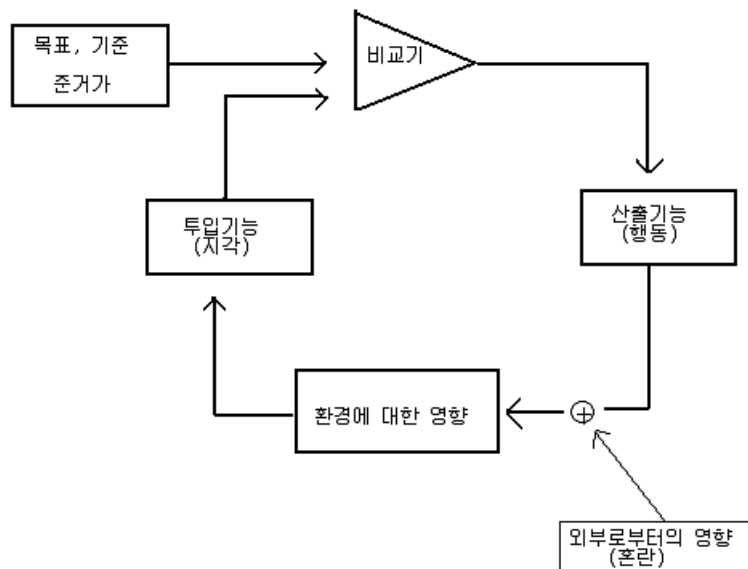 목표, 기준
준거가
비교기
투입기능
(지각)
산출기능
(행동)
환경에 대한 영향
외부로부터의 영향
(혼란)